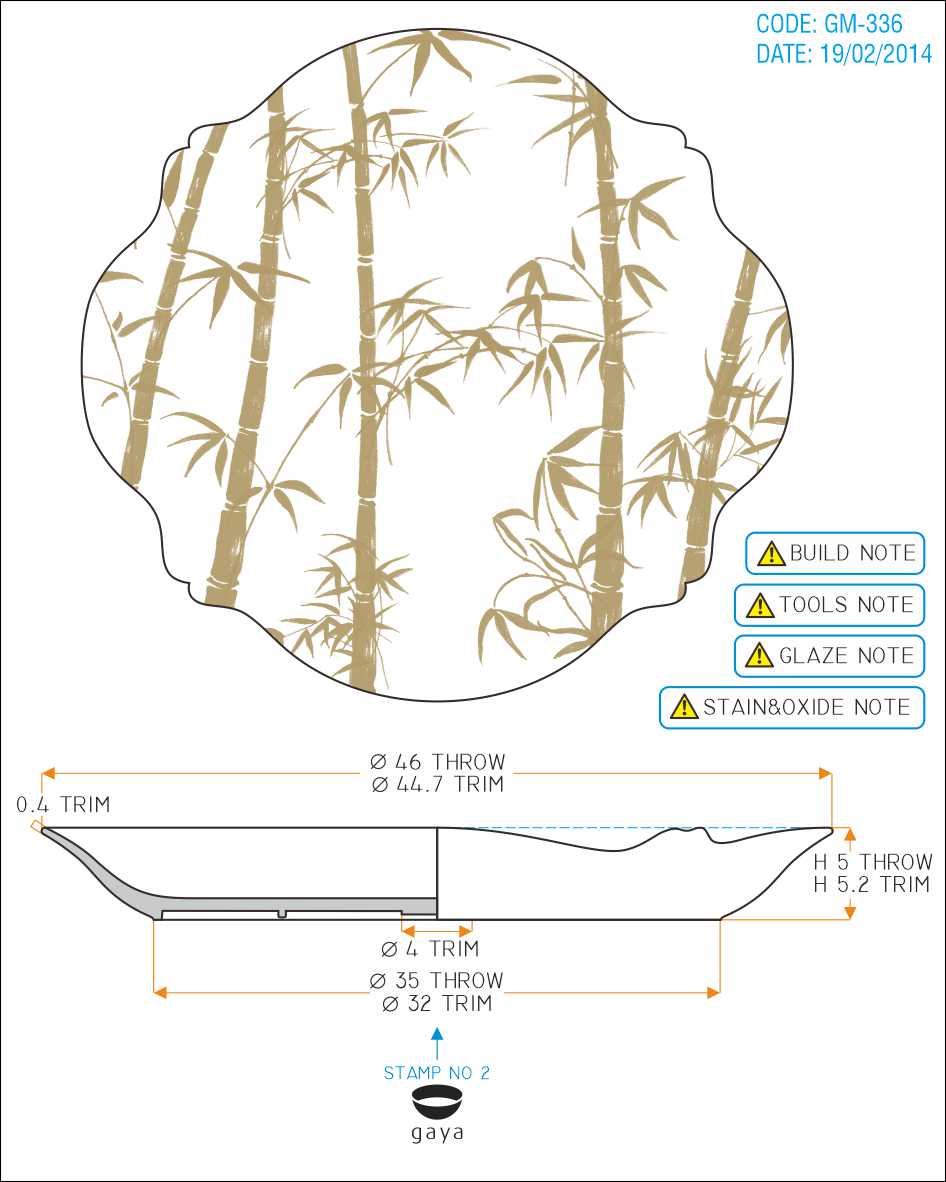 CODE: GM-336
DATE: 19/02/2014
BUILD NOTE
TOOLS NOTE
GLAZE NOTE
STAIN&OXIDE NOTE
Ø 46 THROW
Ø 44.7 TRIM
0.4 TRIM
H 5 THROW
H 5.2 TRIM
Ø 4 TRIM
Ø 35 THROW
Ø 32 TRIM
STAMP NO 2
gaya